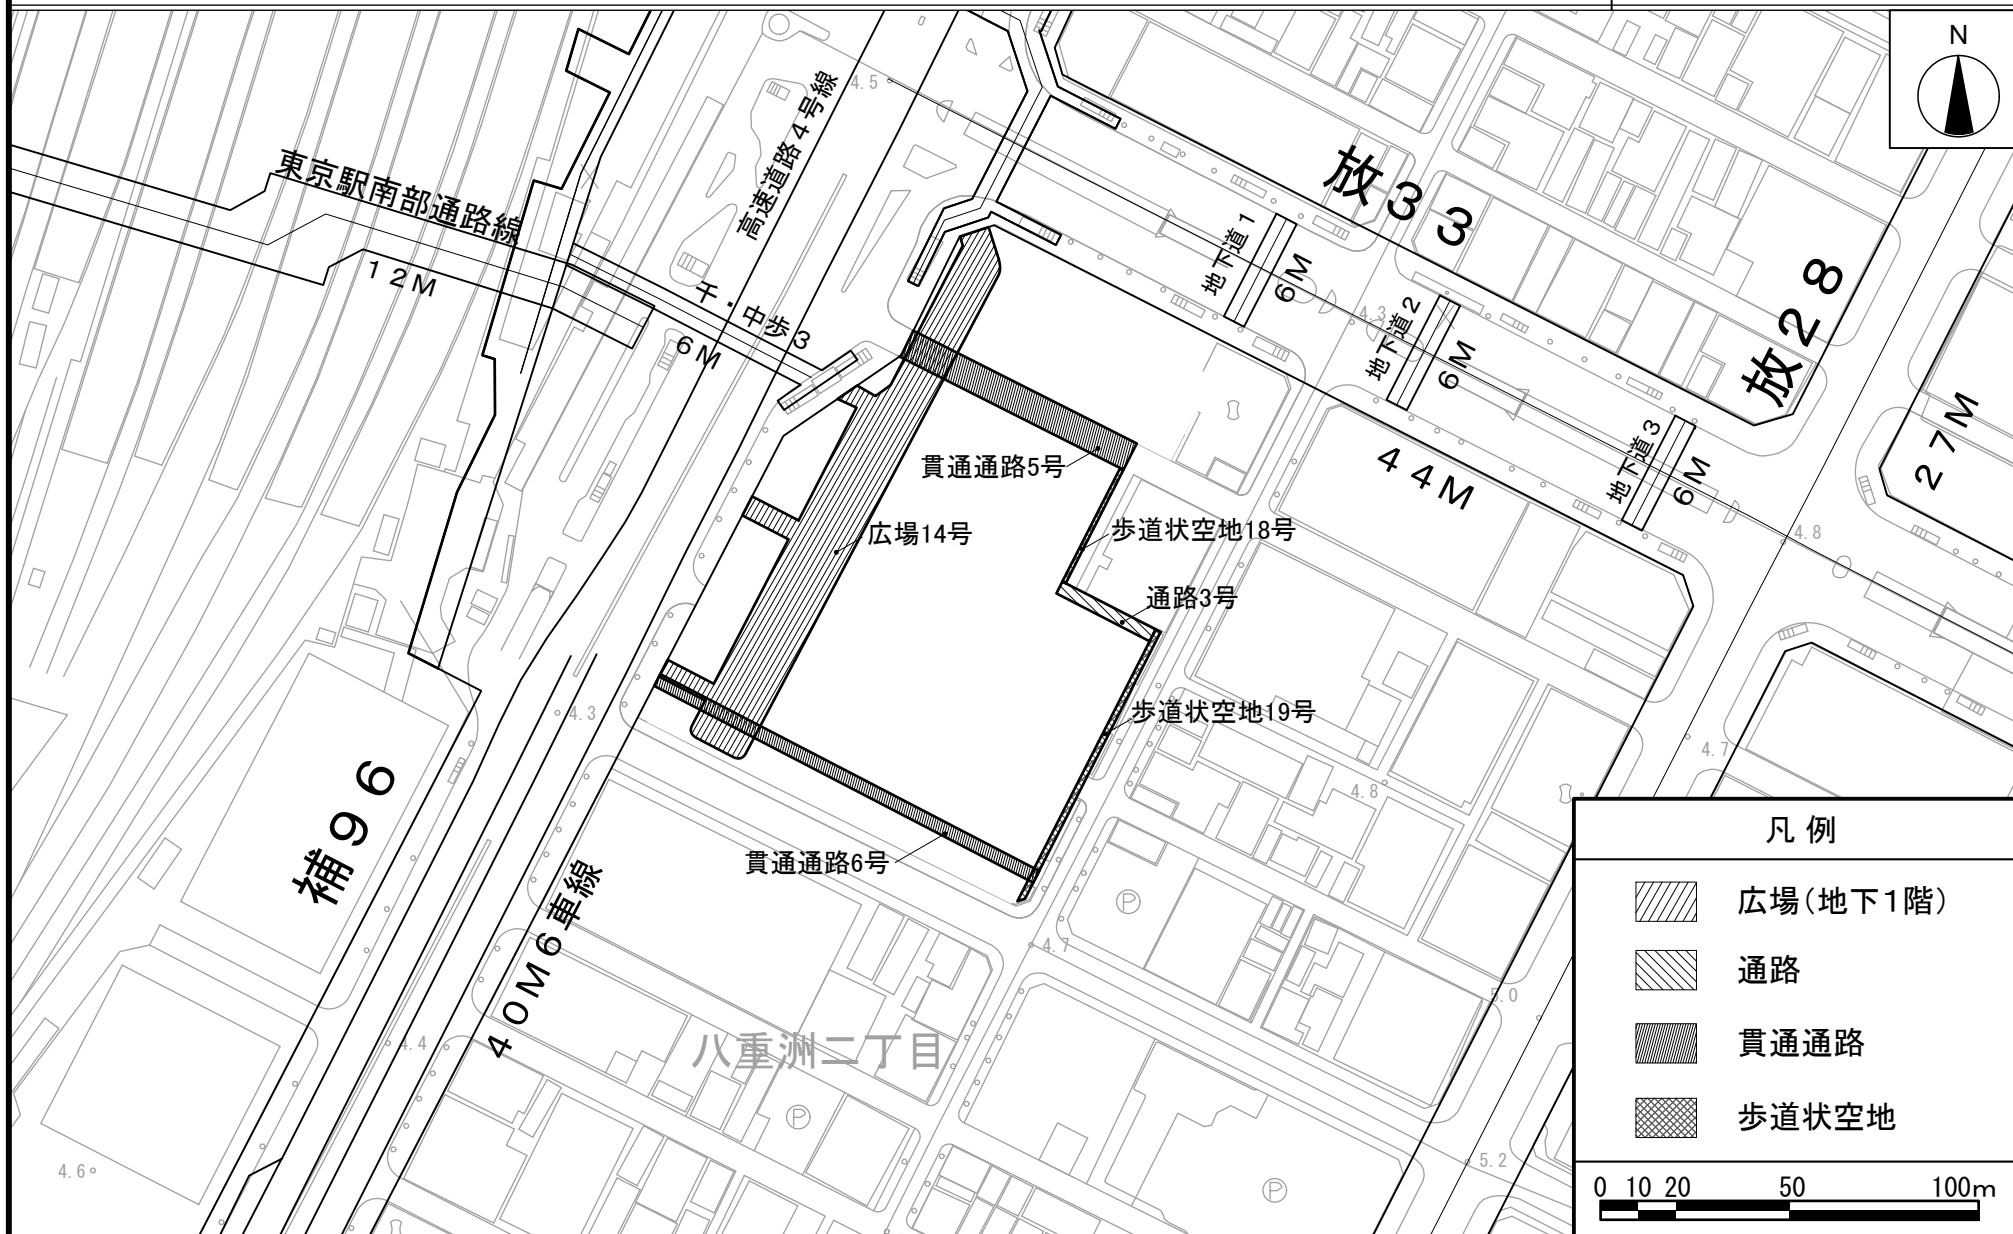 N
4.5
高速道路4号線
東京駅南部通路線
12M
千・中歩3
6M
放33
放28
27M
地下道1
6M
4.3
地下道2
6M
地下道3
6M
44M
4.8
貫通通路5号
広場14号
歩道状空地18号
通路3号
歩道状空地19号
4.3
4.7
4.8
補96
貫通通路6号
40M6車線
P
4.7
5.0
4.4
八重洲二丁目
P
4.6
5.2
P
凡例
広場(地下1階)
通路
貫通通路
歩道状空地
0 10 20 50 100m